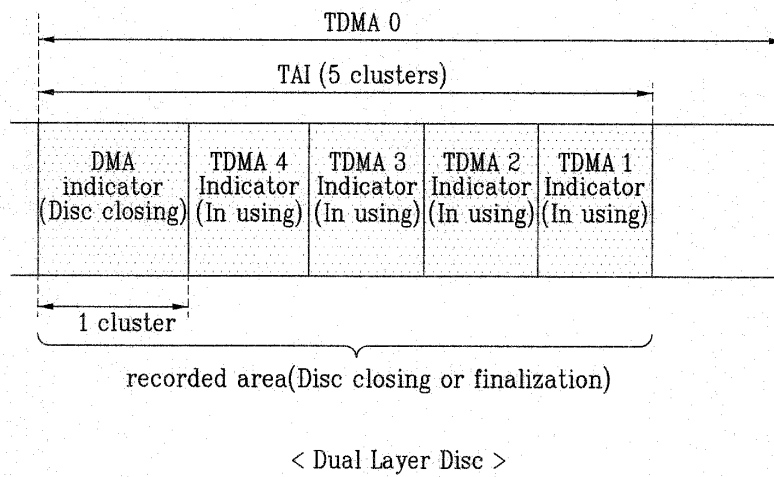 TDMA 0
TAI (5 clusters)
DMA indicator (Disc closing)
TDMA 4 Indicator (In using)
TDMA 3 Indicator (In using)
TDMA 2 Indicator (In using)
TDMA 1 Indicator (In using)
1 cluster
recorded area(Disc closing or finalization)
< Dual Layer Disc >